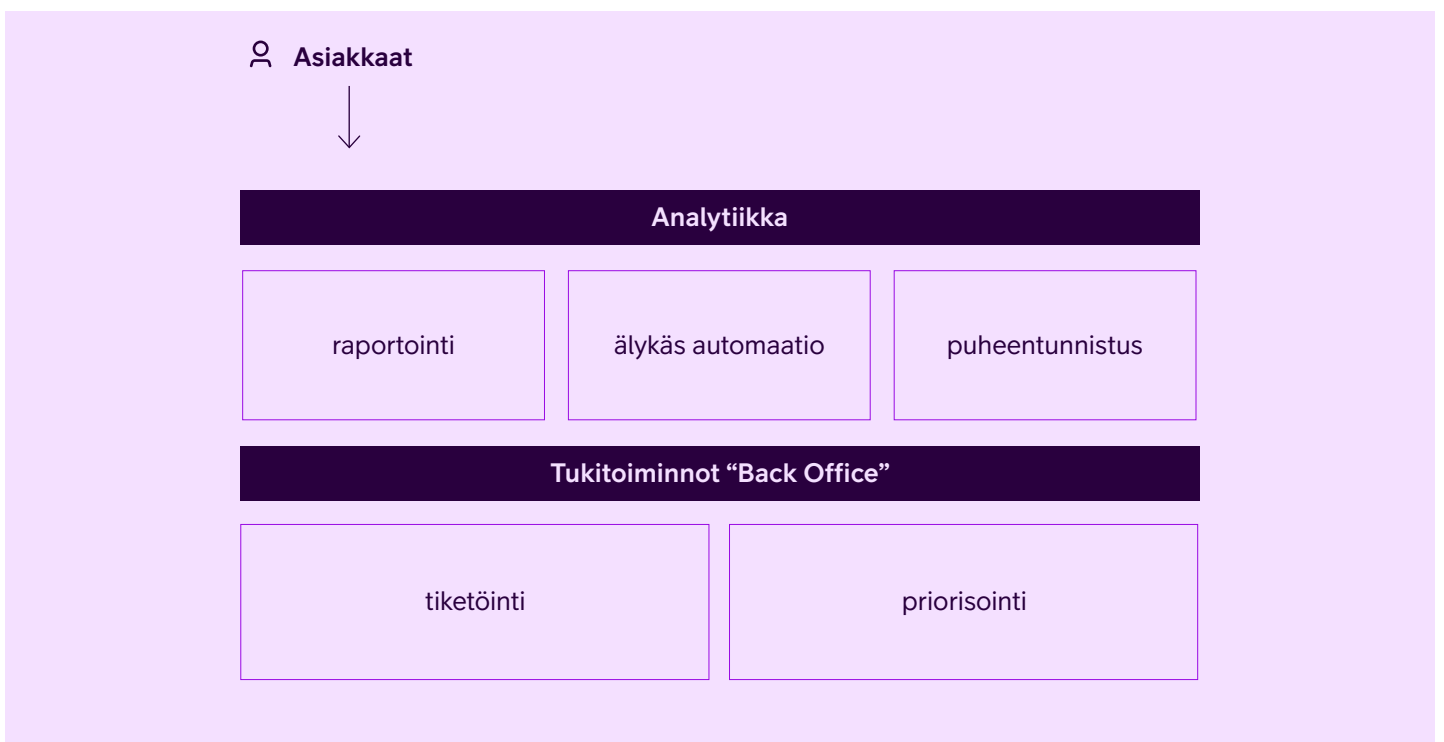 Asiakkaat
Analytiikka
raportointi
älykäs automaatio
puheentunnistus
Tukitoiminnot “Back Office”
tiketöinti
priorisointi